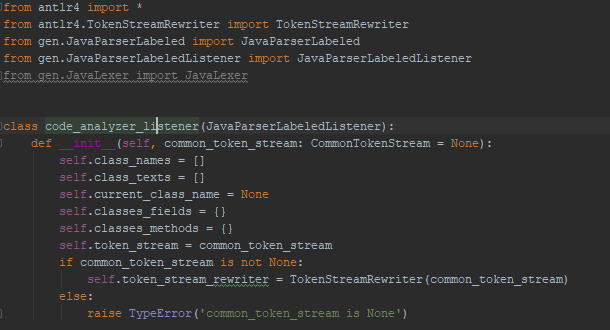 from antlr4 import *
from antlr4.TokenStreamRewriter import TokenStreamRewriter
from gen.JavaParserLabeled import JavaParserLabeled
from gen.JavaParserLabeledListener import JavaParserLabeledListener
from gen.JavaLexer import JavaLexer
class code_analyzer_listener(JavaParserLabeledListener):
    def __init__(self, common_token_stream: CommonTokenStream = None):
        self.class_names = []
        self.class_texts = []
        self.current_class_name = None
        self.classes_fields = {}
        self.classes_methods = {}
        self.token_stream = common_token_stream
        if common_token_stream is not None:
            self.token_stream_rewriter = TokenStreamRewriter(common_token_stream)
        else:
            raise TypeError('common_token_stream is None')